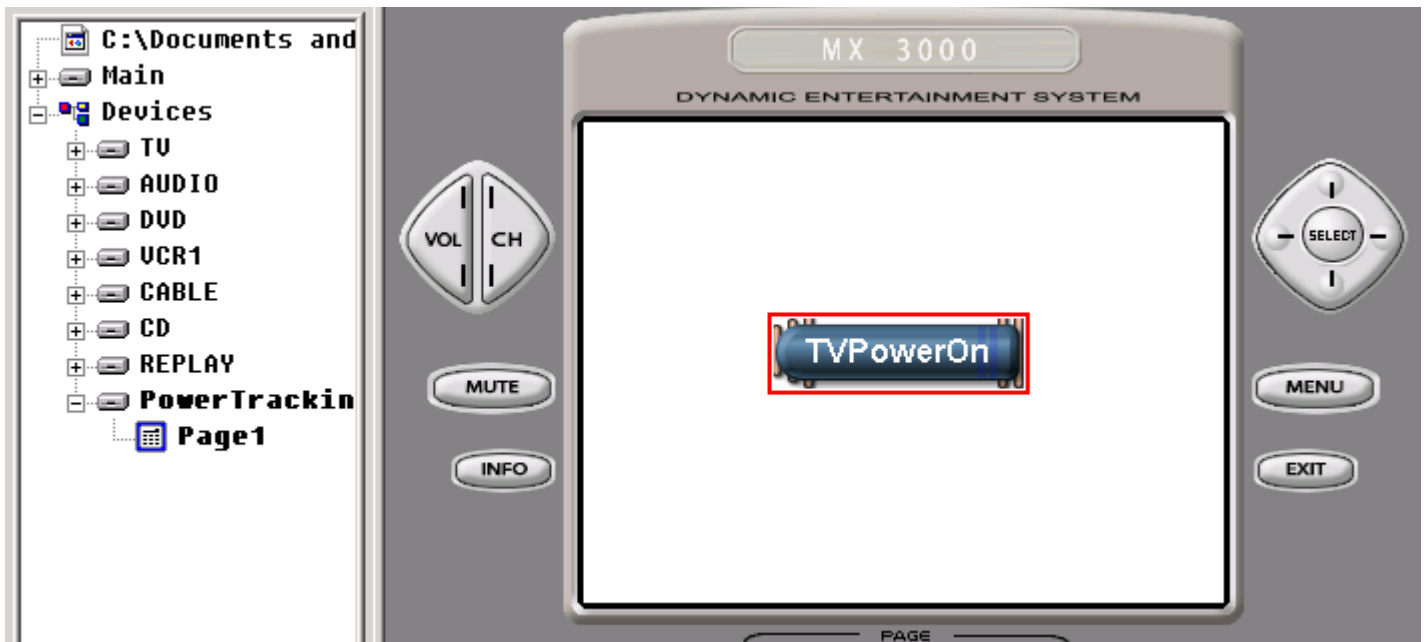 C:\Documents and
Main
Devices
TV
AUDIO
DVD
VCR1
CABLE
CD
REPLAY
PowerTrackin
Page1
MX 3000
DYNAMIC ENTERTAINMENT SYSTEM
VOL
CH
MUTE
INFO
TVPowerOn
SELECT
MENU
EXIT
PAGE